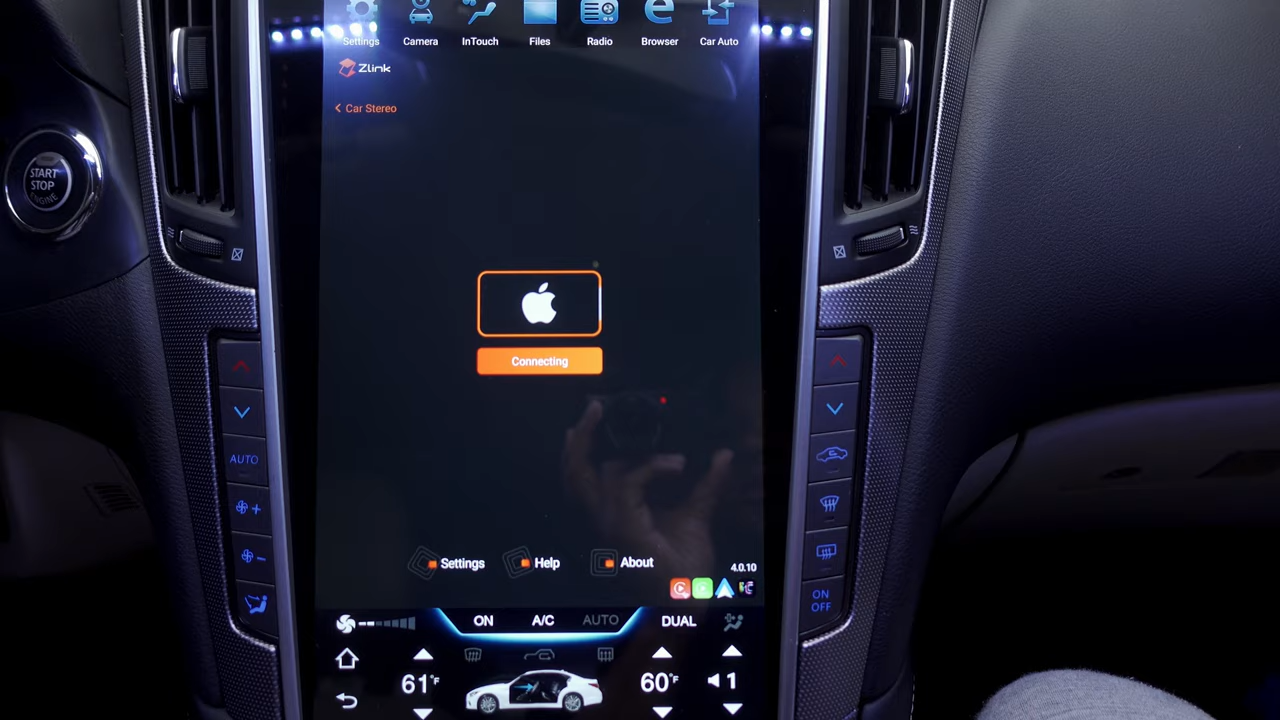 Settings Camera InTouch Files Radio Browser Car Auto
Zlink
Car Stereo
START
STOP
ENGINE
Connecting
AUTO
Settings Help About
4.0.10
ON
OFF
ON A/C AUTO DUAL
61°F 60°F 1